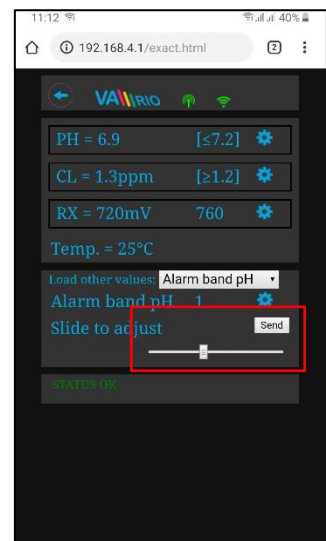 11:12
40%
192.168.4.1/exact.html
2
VARIO
PH = 6.9 [≤7.2]
CL = 1.3ppm [≥1.2]
RX = 720mV 760
Temp. = 25°C
Load other values: Alarm band pH
Alarm band pH 1
Slide to adjust Send
STATUS OK